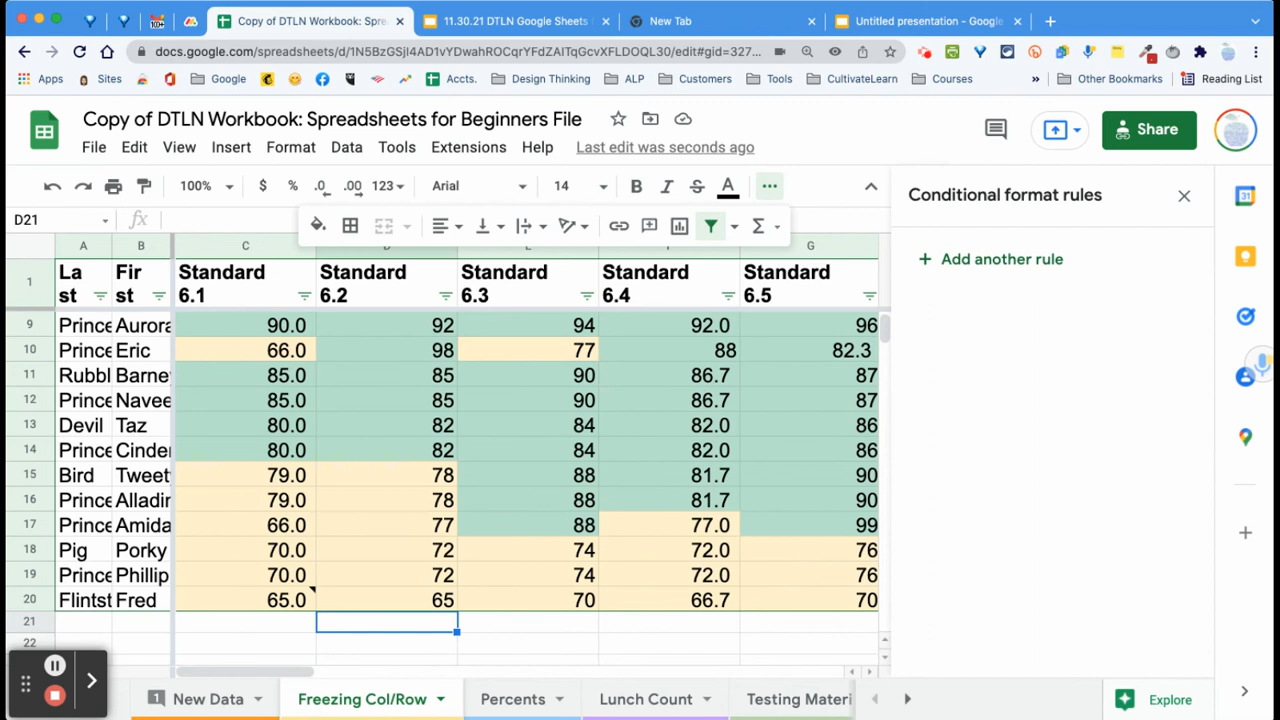 Copy of DTLN Workbook: Spre
11.30.21 DTLN Google Sheets
New Tab
Untitled presentation - Google
docs.google.com/spreadsheets/d/1N5BzGSjI4AD1vYDwahROCqrYFdZAITqGcvXFLDOQL30/edit#gid=327...
Apps
Sites
Google
Accts.
Design Thinking
ALP
Customers
Tools
CultivateLearn
Courses
»
Other Bookmarks
Reading List
Copy of DTLN Workbook: Spreadsheets for Beginners File
File Edit View Insert Format Data Tools Extensions Help Last edit was seconds ago
Share
100% $ % .0 .00 123 Arial 14 B I S A
D21 fx
Conditional format rules
+ Add another rule
A B C D E F G
1 La st Fir st Standard 6.1 Standard 6.2 Standard 6.3 Standard 6.4 Standard 6.5
9 Prince Aurora 90.0 92 94 92.0 96
10 Prince Eric 66.0 98 77 88 82.3
11 Rubbl Barney 85.0 85 90 86.7 87
12 Prince Navee 85.0 85 90 86.7 87
13 Devil Taz 80.0 82 84 82.0 86
14 Prince Cinder 80.0 82 84 82.0 86
15 Bird Tweet 79.0 78 88 81.7 90
16 Prince Alladin 79.0 78 88 81.7 90
17 Prince Amida 66.0 77 88 77.0 99
18 Pig Porky 70.0 72 74 72.0 76
19 Prince Phillip 70.0 72 74 72.0 76
20 Flintst Fred 65.0 65 70 66.7 70
21
22
1 New Data Freezing Col/Row Percents Lunch Count Testing Materi
Explore